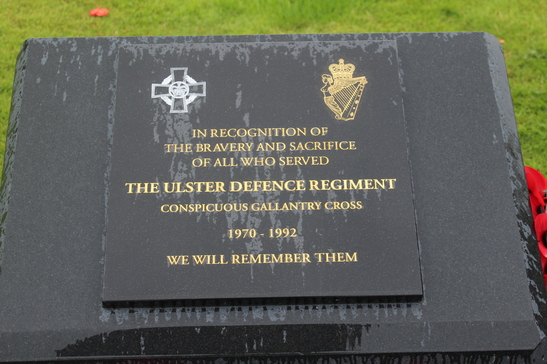 IN RECOGNITION OF
THE BRAVERY AND SACRIFICE
OF ALL WHO SERVED
THE ULSTER DEFENCE REGIMENT
CONSPICUOUS GALLANTRY CROSS
1970 - 1992
WE WILL REMEMBER THEM